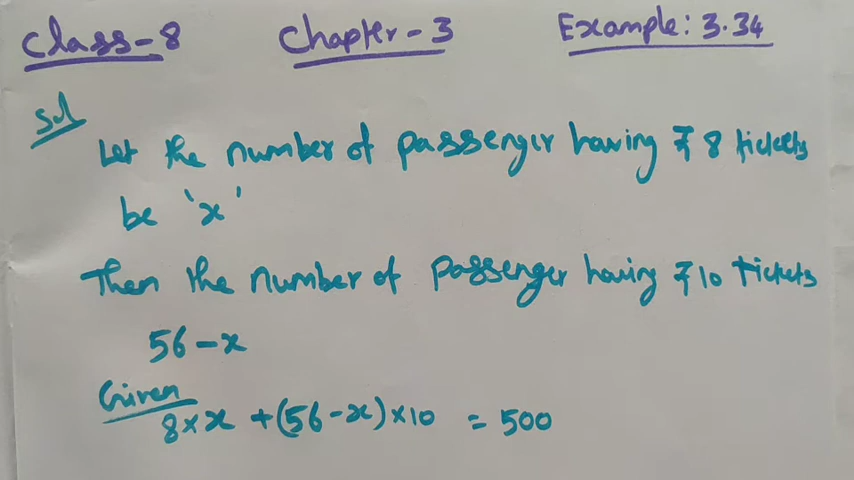 Class-8 Chapter-3 Example: 3.34
Sol
Let the number of passenger having ₹ 8 tickets
be 'x'
Then the number of passenger having ₹10 tickets
56-x
Given
8×x +(56-x)×10 = 500